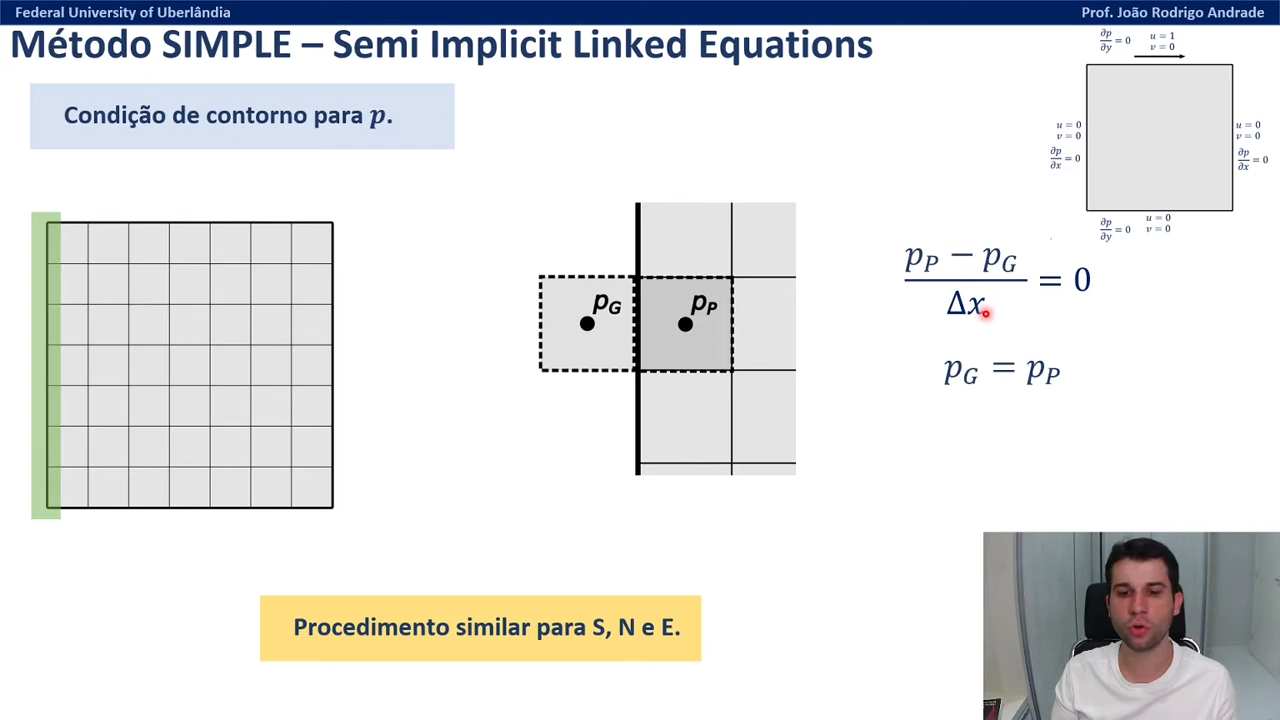 Federal University of Uberlândia
Prof. João Rodrigo Andrade
Método SIMPLE – Semi Implicit Linked Equations
Condição de contorno para p.
∂p/∂y = 0
u = 1
v = 0
u = 0
v = 0
∂p/∂x = 0
u = 0
v = 0
∂p/∂x = 0
∂p/∂y = 0
u = 0
v = 0
p_G
p_P
(p_P − p_G)/Δx = 0
p_G = p_P
Procedimento similar para S, N e E.